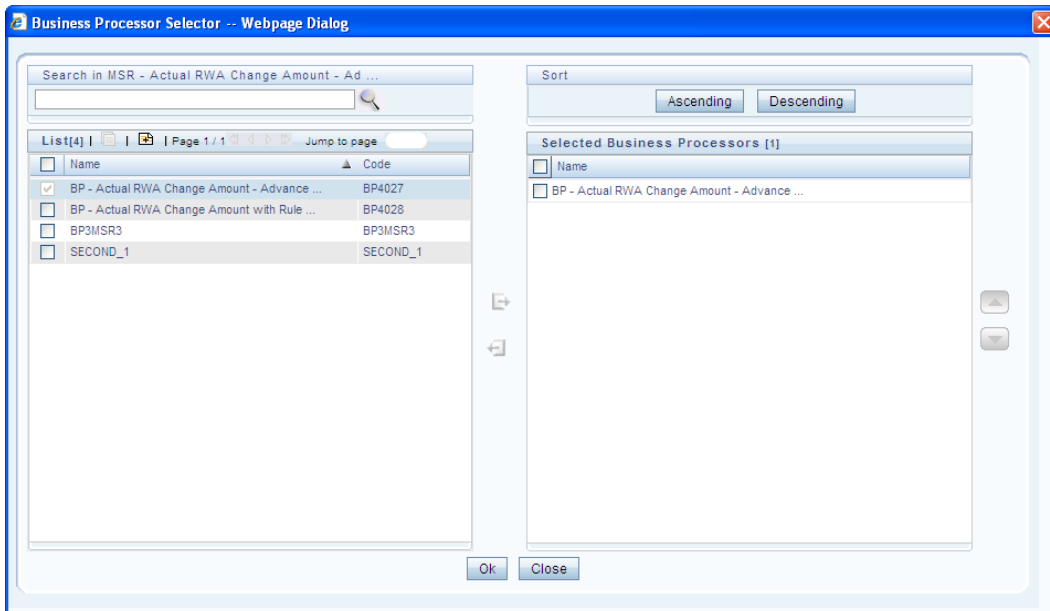 Business Processor Selector -- Webpage Dialog
Search in MSR - Actual RWA Change Amount - Ad ...
List[4] | | | Page 1 / 1 Jump to page
Name Code
BP - Actual RWA Change Amount - Advance ... BP4027
BP - Actual RWA Change Amount with Rule ... BP4028
BP3MSR3 BP3MSR3
SECOND_1 SECOND_1
Sort
Ascending Descending
Selected Business Processors [1]
Name
BP - Actual RWA Change Amount - Advance ...
Ok Close